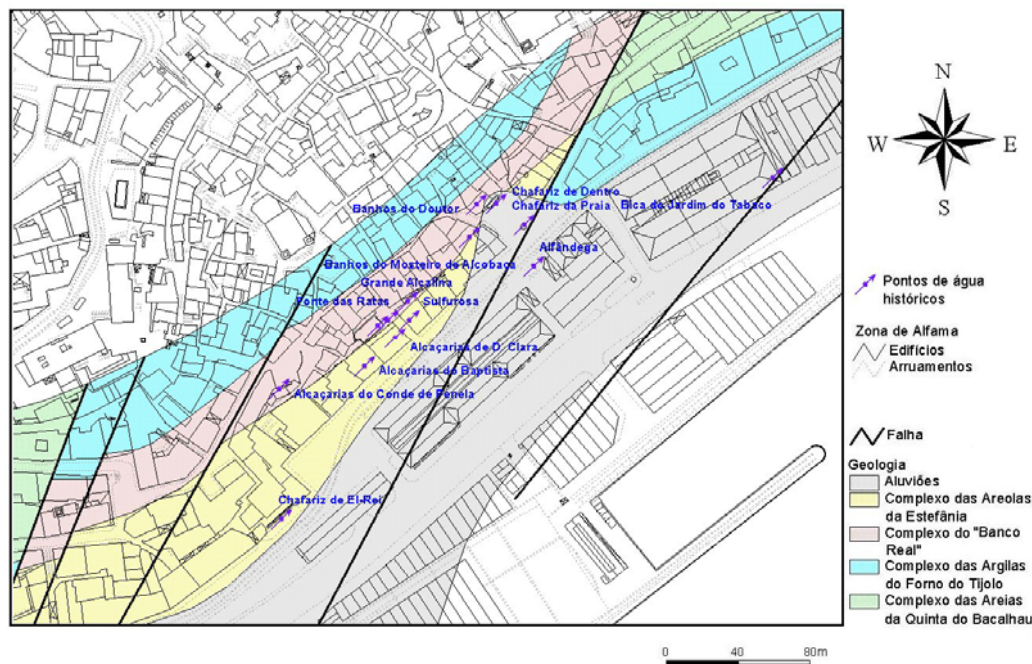 Banhos do Doutor
Chafariz de Dentro
Chafariz da Praia
Bica do Jardim do Tabaco
Alfândega
Banhos do Mosteiro de Alcobaça
Grande Alcalina
Fonte das Ratas
Sulfurosa
Alcaçarias de D. Clara
Alcaçarias do Baptista
Alcaçarias do Conde de Penela
Chafariz de El-Rei
N
W
E
S
Pontos de água
históricos
Zona de Alfama
Edifícios
Arruamentos
Falha
Geologia
Aluviões
Complexo das Areolas
da Estefânia
Complexo do "Banco
Real"
Complexo das Argilas
do Forno do Tijolo
Complexo das Areias
da Quinta do Bacalhau
0 40 80m